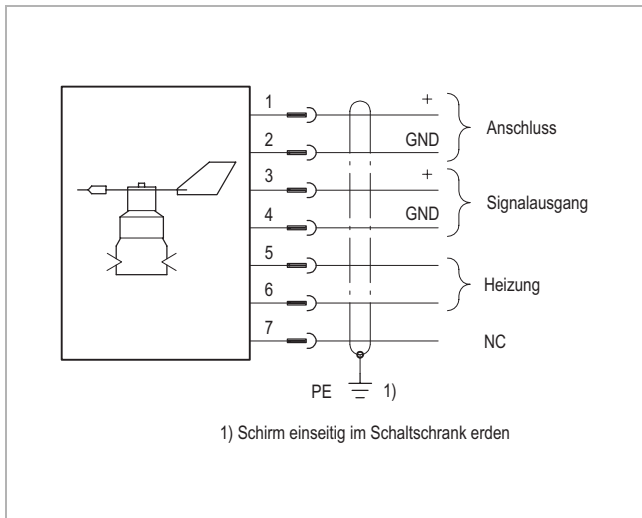 1 +
Anschluss
2 GND
3 +
Signalausgang
4 GND
5
Heizung
6
7 NC
PE 1)
1) Schirm einseitig im Schaltschrank erden